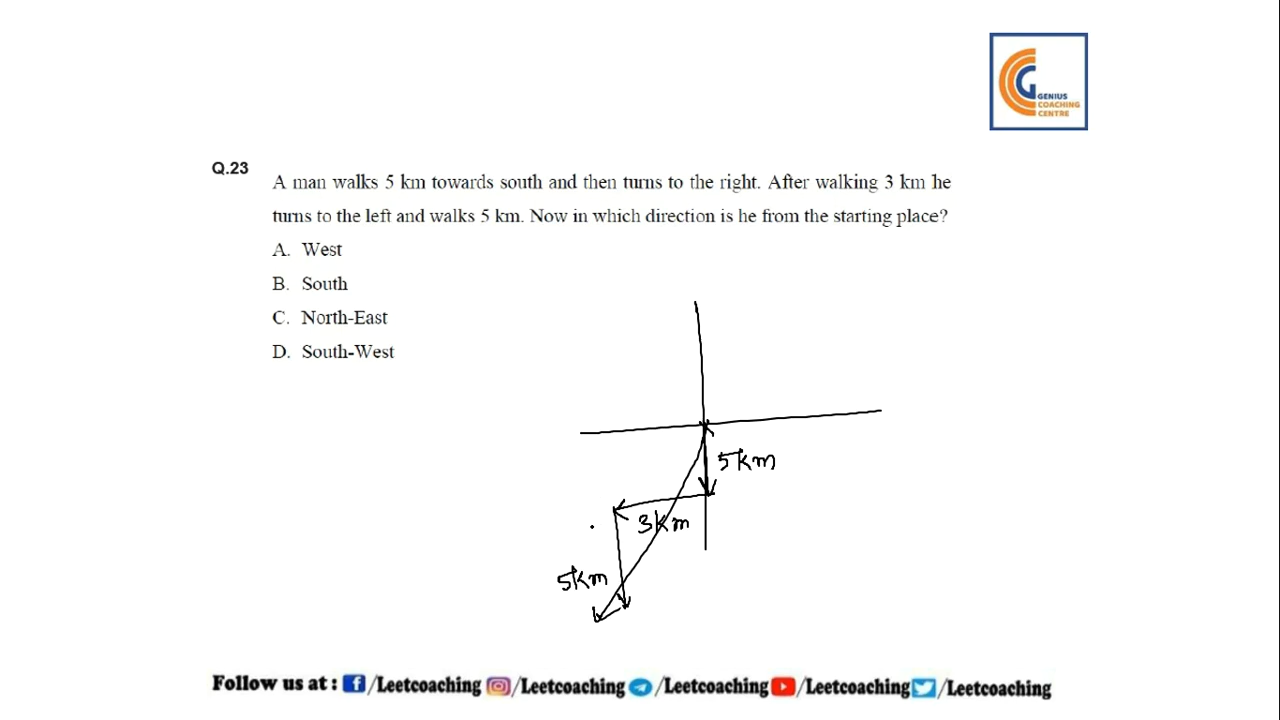 GENIUS
COACHING
CENTRE
Q.23
A man walks 5 km towards south and then turns to the right. After walking 3 km he
turns to the left and walks 5 km. Now in which direction is he from the starting place?
A. West
B. South
C. North-East
D. South-West
5km
3km
5km
Follow us at : /Leetcoaching /Leetcoaching /Leetcoaching /Leetcoaching /Leetcoaching